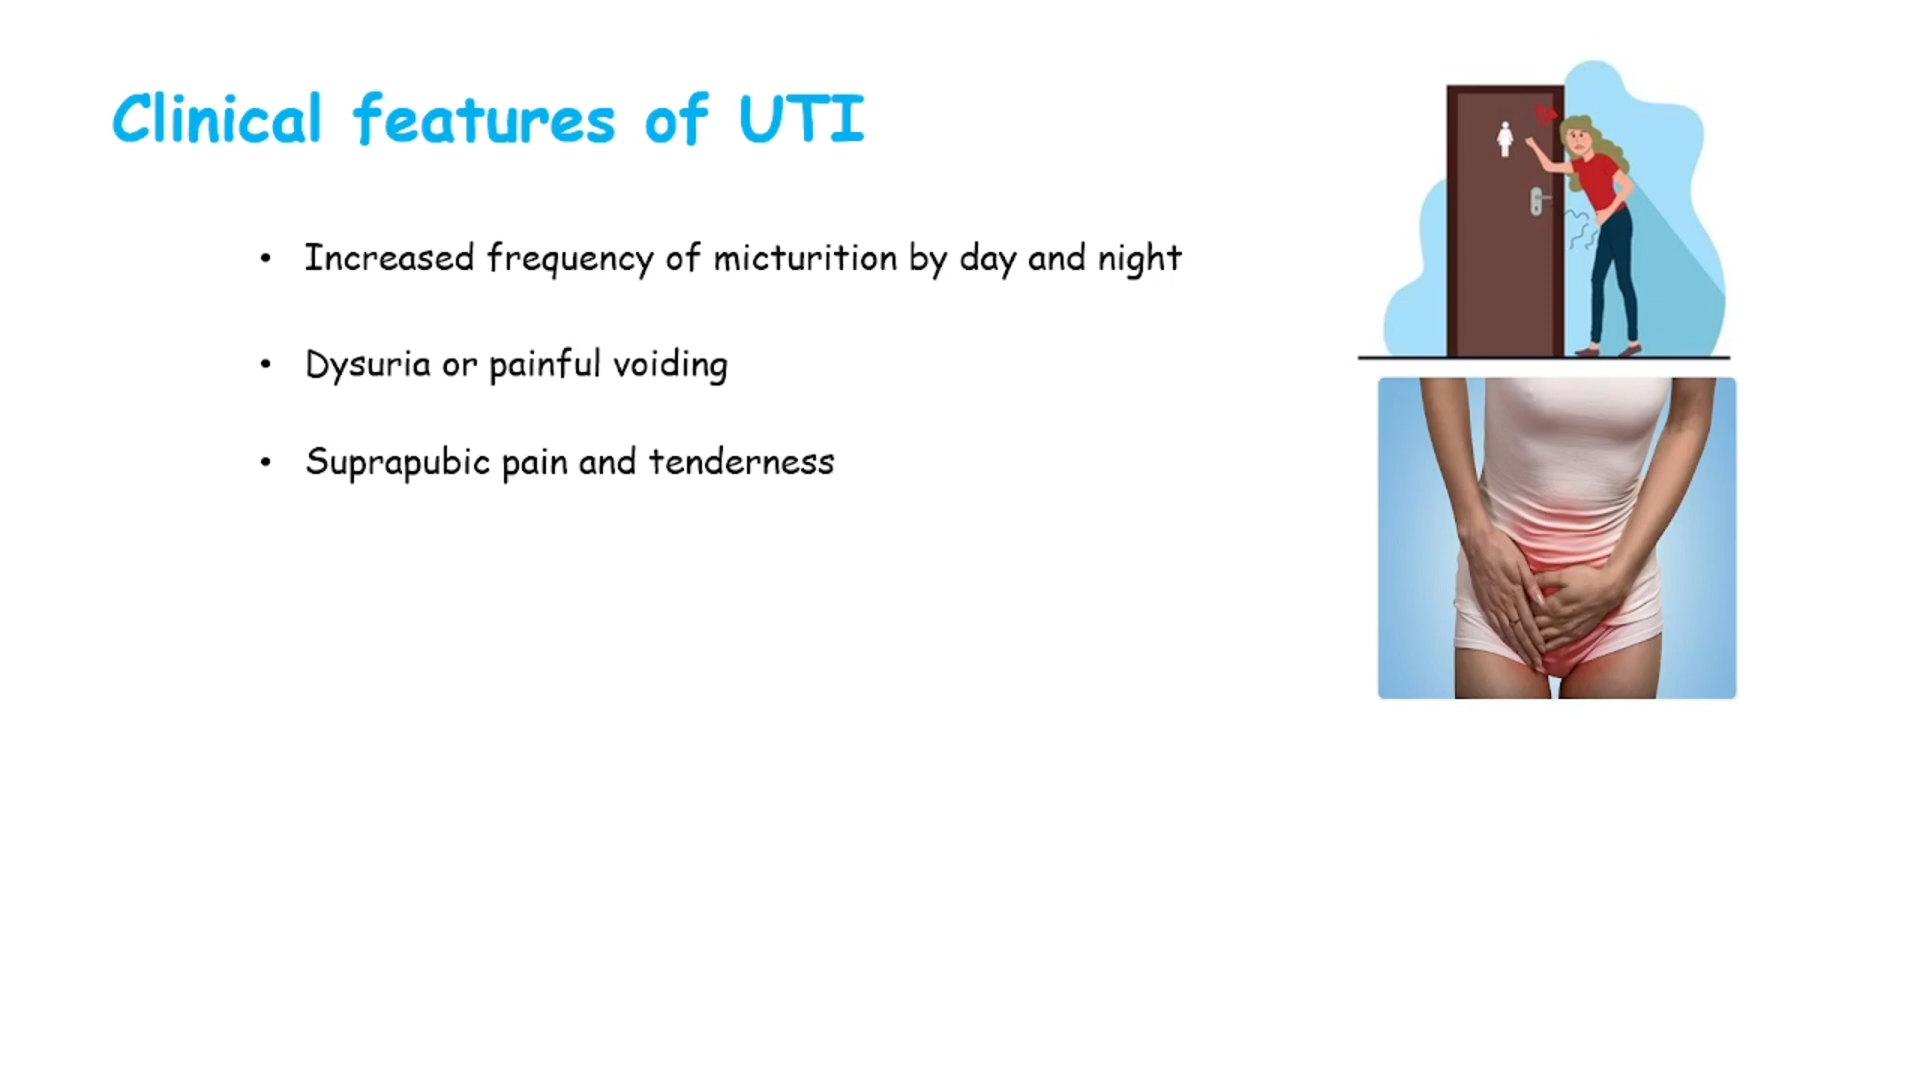 Clinical features of UTI
• Increased frequency of micturition by day and night
• Dysuria or painful voiding
• Suprapubic pain and tenderness